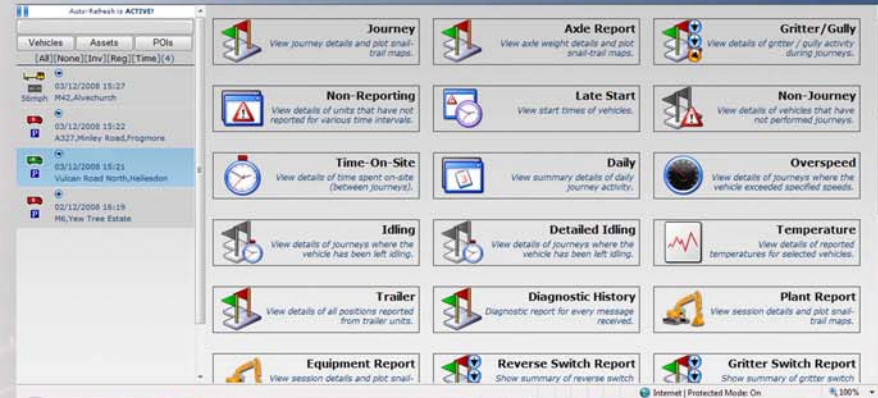 Auto-Refresh is ACTIVE!
Vehicles Assets POIs
[All][None][Inv][Reg][Time](4)
03/12/2008 15:27
56mph M42,Alvechurch
03/12/2008 15:22
P A327,Minley Road,Frogmore
03/12/2008 15:21
P Vulcan Road North,Hellesdon
02/12/2008 16:19
P M6,Yew Tree Estate
Journey
View journey details and plot snail-
trail maps.
Axle Report
View axle weight details and plot
snail-trail maps.
Gritter/Gully
View details of gritter / gully activity
during journeys.
Non-Reporting
View details of units that have not
reported for various time intervals.
Late Start
View start times of vehicles.
Non-Journey
View details of vehicles that have
not performed journeys.
Time-On-Site
View details of time spent on-site
(between journeys).
Daily
View summary details of daily
journey activity.
Overspeed
View details of journeys where the
vehicle exceeded specified speeds.
Idling
View details of journeys where the
vehicle has been left idling.
Detailed Idling
View details of journeys where the
vehicle has been left idling.
Temperature
View details of reported
temperatures for selected vehicles.
Trailer
View details of all positions reported
from trailer units.
Diagnostic History
Diagnostic report for every message
received.
Plant Report
View session details and plot snail-
trail maps.
Equipment Report
View session details and plot snail-
Reverse Switch Report
Show summary of reverse switch
Gritter Switch Report
Show summary of gritter switch
Internet | Protected Mode: On
100%